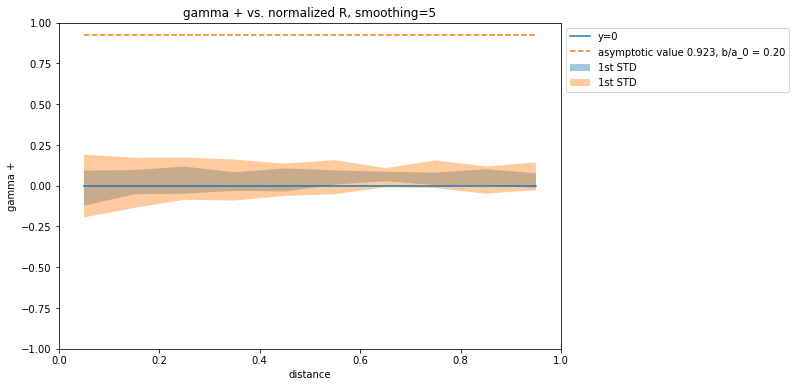 gamma + vs. normalized R, smoothing=5
1.00
0.75
0.50
0.25
0.00
−0.25
−0.50
−0.75
−1.00
gamma +
0.0
0.2
0.4
0.6
0.8
1.0
distance
y=0
asymptotic value 0.923, b/a_0 = 0.20
1st STD
1st STD